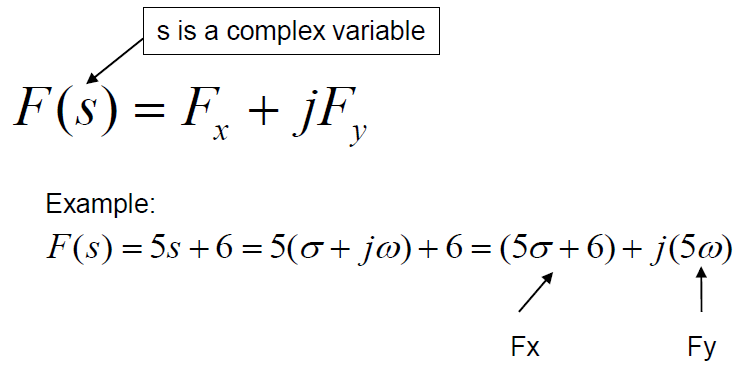 s is a complex variable
F(s) = F_x + jF_y
Example:
F(s) = 5s + 6 = 5(σ + jω) + 6 = (5σ + 6) + j(5ω)
Fx Fy